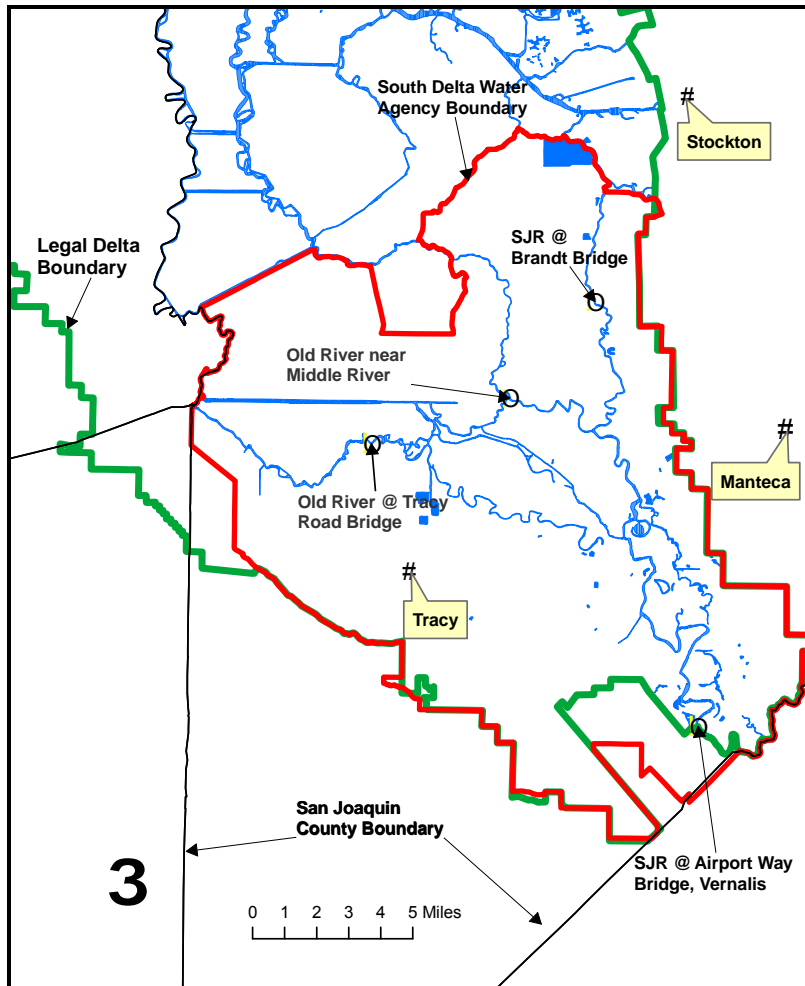 South Delta Water
Agency Boundary
#
Stockton
Legal Delta
Boundary
SJR @
Brandt Bridge
Old River near
Middle River
#
Manteca
Old River @ Tracy
Road Bridge
#
Tracy
San Joaquin
County Boundary
3
SJR @ Airport Way
Bridge, Vernalis
0 1 2 3 4 5 Miles